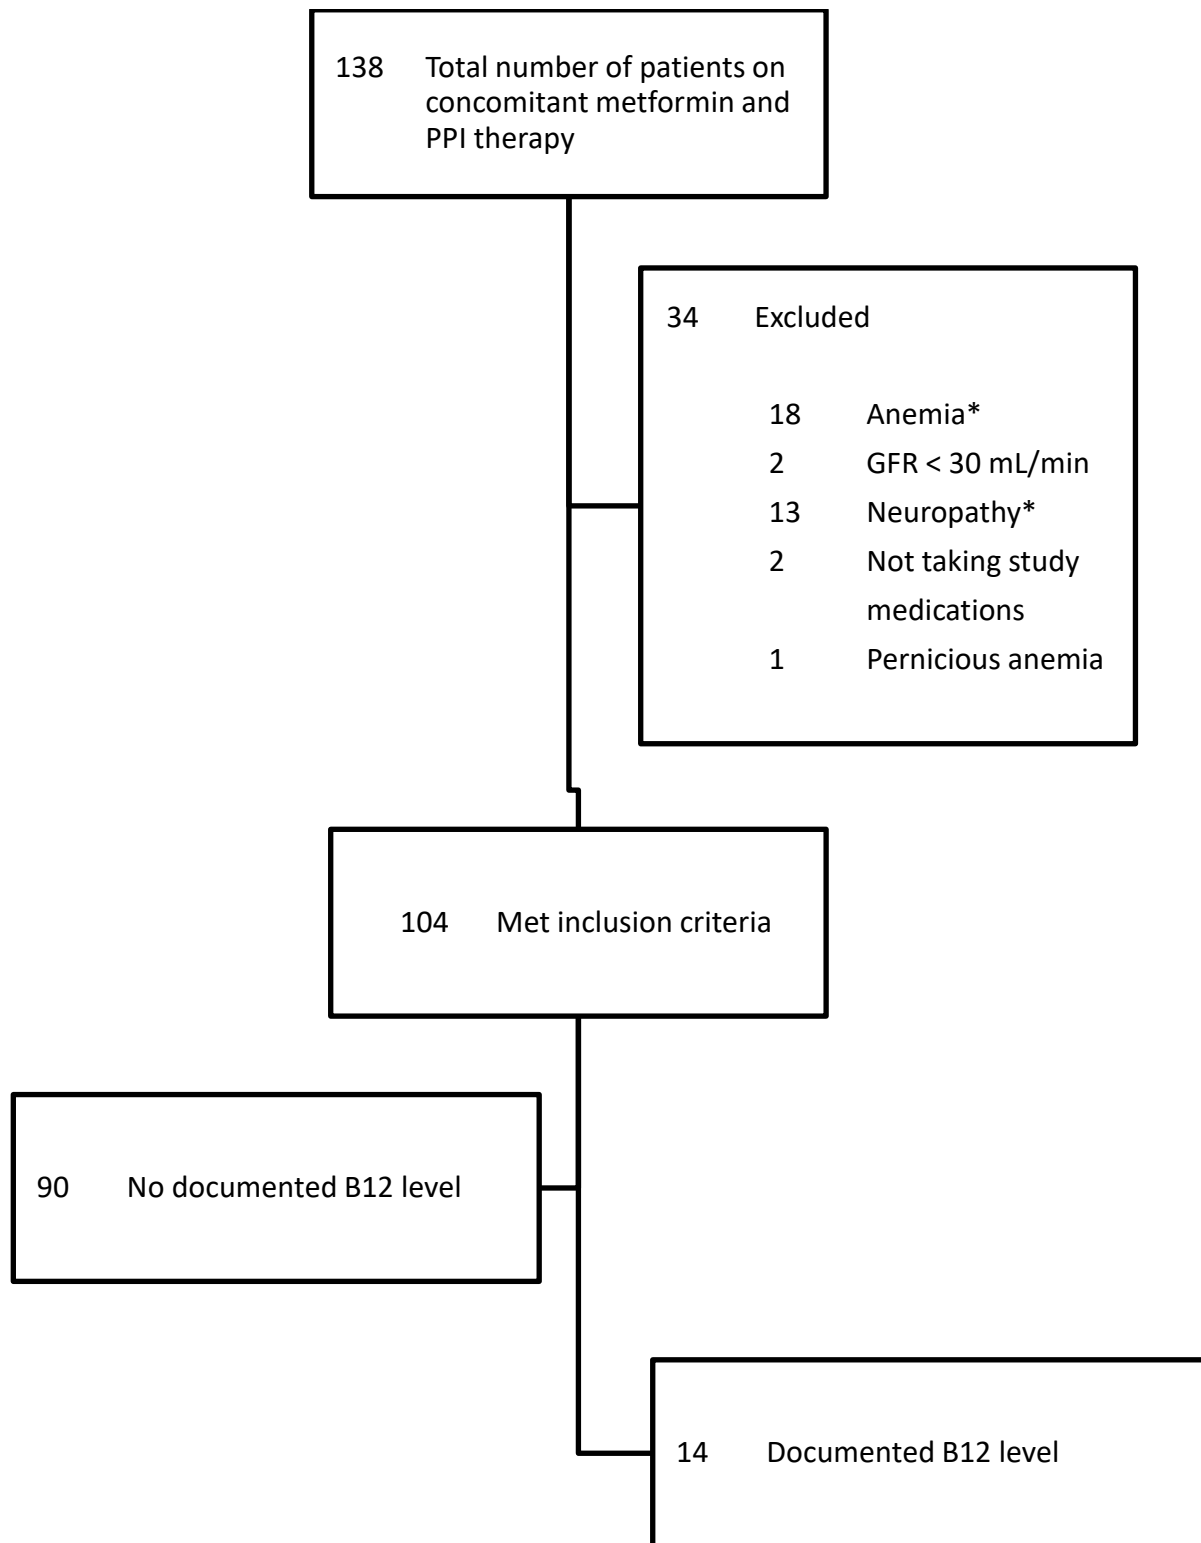 138 Total number of patients on
concomitant metformin and
PPI therapy
34 Excluded
18 Anemia*
2 GFR < 30 mL/min
13 Neuropathy*
2 Not taking study
medications
1 Pernicious anemia
104 Met inclusion criteria
90 No documented B12 level
14 Documented B12 level